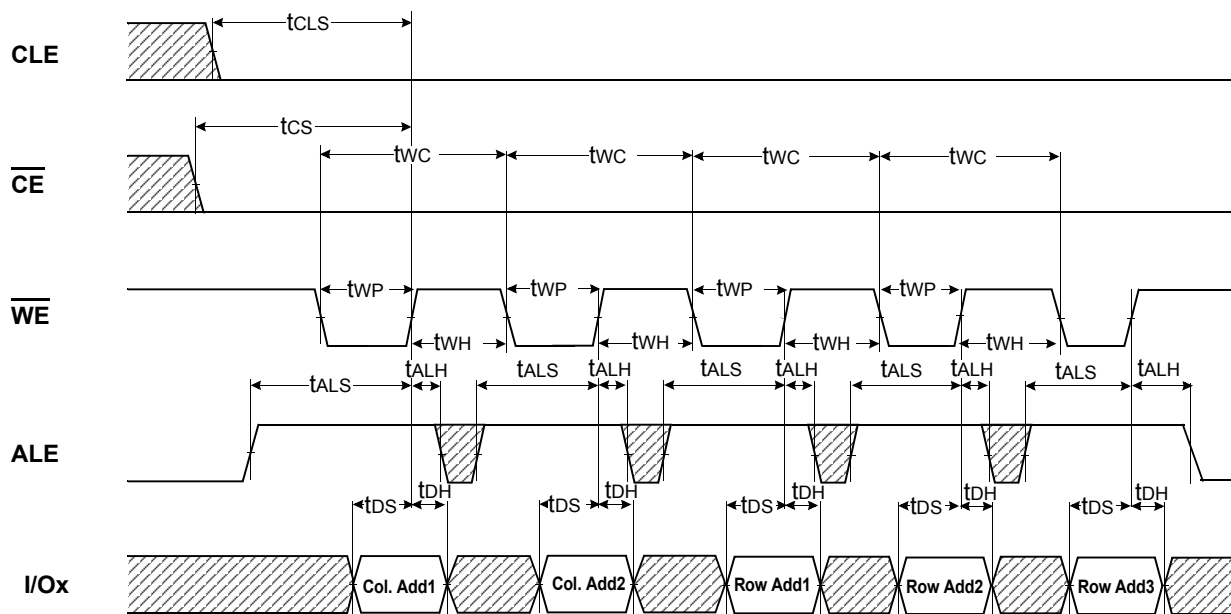 tCLS
CLE
tCS
tWC tWC tWC tWC
CE
tWP tWP tWP tWP
WE
tWH tWH tWH tWH
tALS tALH tALS tALH tALS tALH tALS tALH tALS tALH
ALE
tDS tDH tDS tDH tDS tDH tDS tDH tDS tDH
I/Ox Col. Add1 Col. Add2 Row Add1 Row Add2 Row Add3